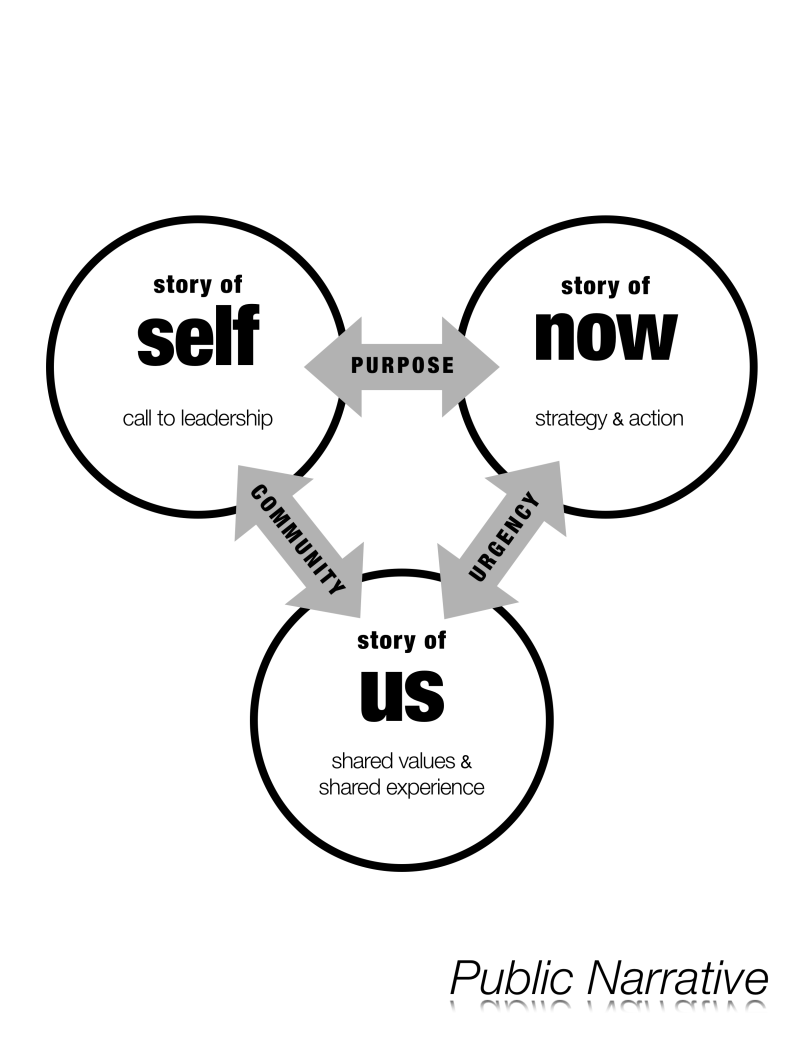 story of
self
call to leadership
PURPOSE
story of
now
strategy & action
COMMUNITY
URGENCY
story of
us
shared values &
shared experience
Public Narrative